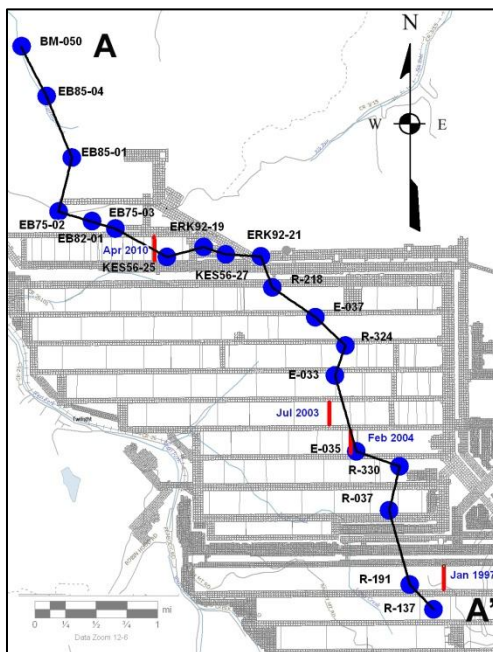 BM-050
A
N
EB85-04
W E
EB85-01
EB75-02
EB75-03
EB82-01
ERK92-19
ERK92-21
Apr 2010
KES56-25
KES56-27
R-218
E-037
R-324
E-033
Jul 2003
Feb 2004
E-035
R-330
R-037
R-191
Jan 1997
R-137
A'
Twilight
0 ¼ ½ ¾ 1
mi
Data Zoom 12-6